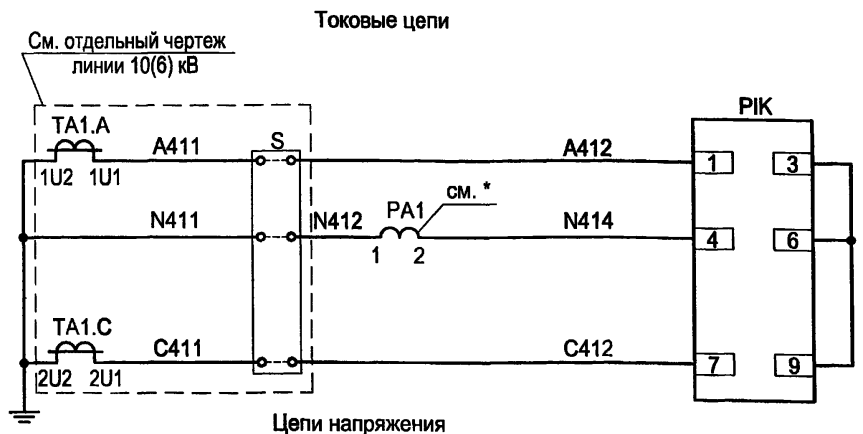 Токовые цепи
См. отдельный чертеж
линии 10(6) кВ
PIK
TA1.A
A411
S
A412
1
3
1U2 1U1
см. *
N411
N412
PA1
N414
4
6
1 2
TA1.C
C411
C412
7
9
2U2 2U1
Цепи напряжения